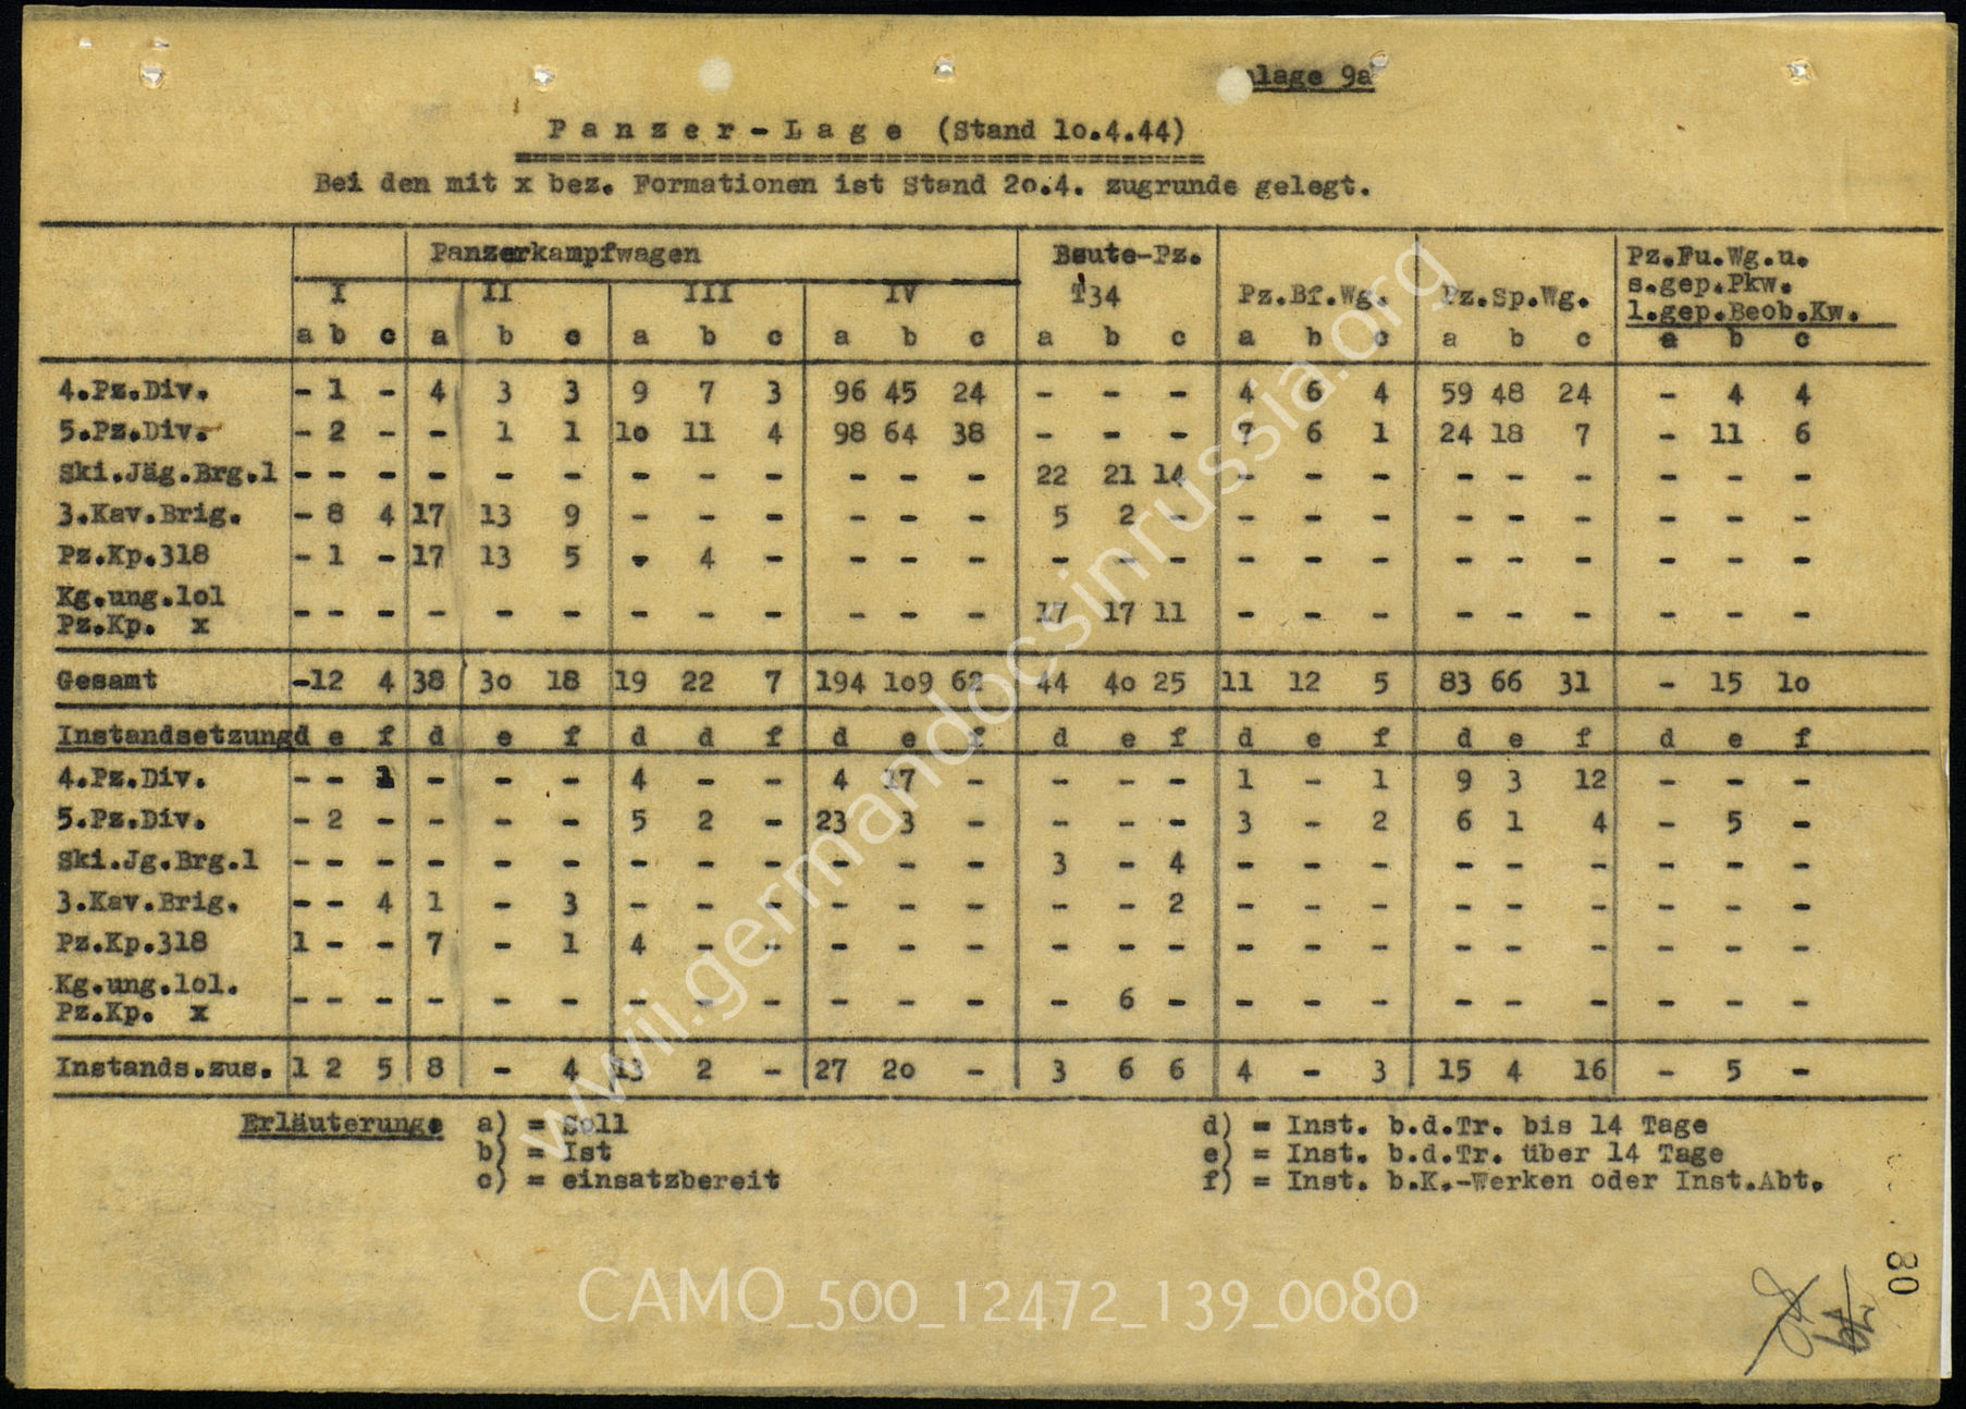 nlage 9a
Panzer-Lage (Stand 1o.4.44)
Bei den mit x bez. Formationen ist Stand 2o.4. zugrunde gelegt.
Panzerkampfwagen Beute-Pz. Pz.Fu.Wg.u.
I II III IV T34 Pz.Bf.Wg. Pz.Sp.Wg. s.gep.Pkw.
l.gep.Beob.Kw.
a b c a b c a b c a b c a b c a b c a b c a b c
4.Pz.Div. - 1 - 4 3 3 9 7 3 96 45 24 - - - 4 6 4 59 48 24 - 4 4
5.Pz.Div. - 2 - - 1 1 1o 11 4 98 64 38 - - - 7 6 1 24 18 7 - 11 6
Ski.Jäg.Brg.1 - - - - - - - - - - - - 22 21 14 - - - - - - - - -
3.Kav.Brig. - 8 4 17 13 9 - - - - - - 5 2 - - - - - - - - - -
Pz.Kp.318 - 1 - 17 13 5 - 4 - - - - - - - - - - - - - - - -
Kg.ung.lol
Pz.Kp. x - - - - - - - - - - - - 17 17 11 - - - - - - - - -
Gesamt -12 4 38 3o 18 19 22 7 194 1o9 62 44 4o 25 11 12 5 83 66 31 - 15 1o
Instandsetzungd e f d e f d d f d e f d e f d e f d e f d e f
4.Pz.Div. - - 1 - - - 4 - - 4 17 - - - - 1 - 1 9 3 12 - - -
5.Pz.Div. - 2 - - - - 5 2 - 23 3 - - - - 3 - 2 6 1 4 - 5 -
Ski.Jg.Brg.1 - - - - - - - - - - - - 3 - 4 - - - - - - - - -
3.Kav.Brig. - - 4 1 - 3 - - - - - - - - 2 - - - - - - - - -
Pz.Kp.318 1 - - 7 - 1 4 - - - - - - - - - - - - - - - - -
Kg.ung.lol.
Pz.Kp. x - - - - - - - - - - - - - 6 - - - - - - - - - -
Instands.zus. 1 2 5 8 - 4 13 2 - 27 2o - 3 6 6 4 - 3 15 4 16 - 5 -
Erläuterung: a) = Soll d) = Inst. b.d.Tr. bis 14 Tage
b) = Ist e) = Inst. b.d.Tr. über 14 Tage
c) = einsatzbereit f) = Inst. b.K.-Werken oder Inst.Abt.
80
wwii.germandocsinrussia.org
CAMO_500_12472_139_0080